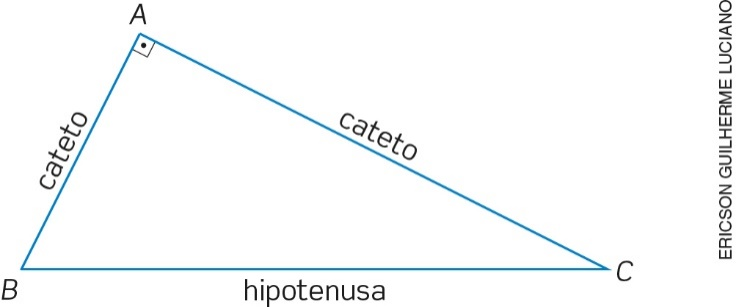 A
cateto
cateto
B
hipotenusa
C
ERICSON GUILHERME LUCIANO